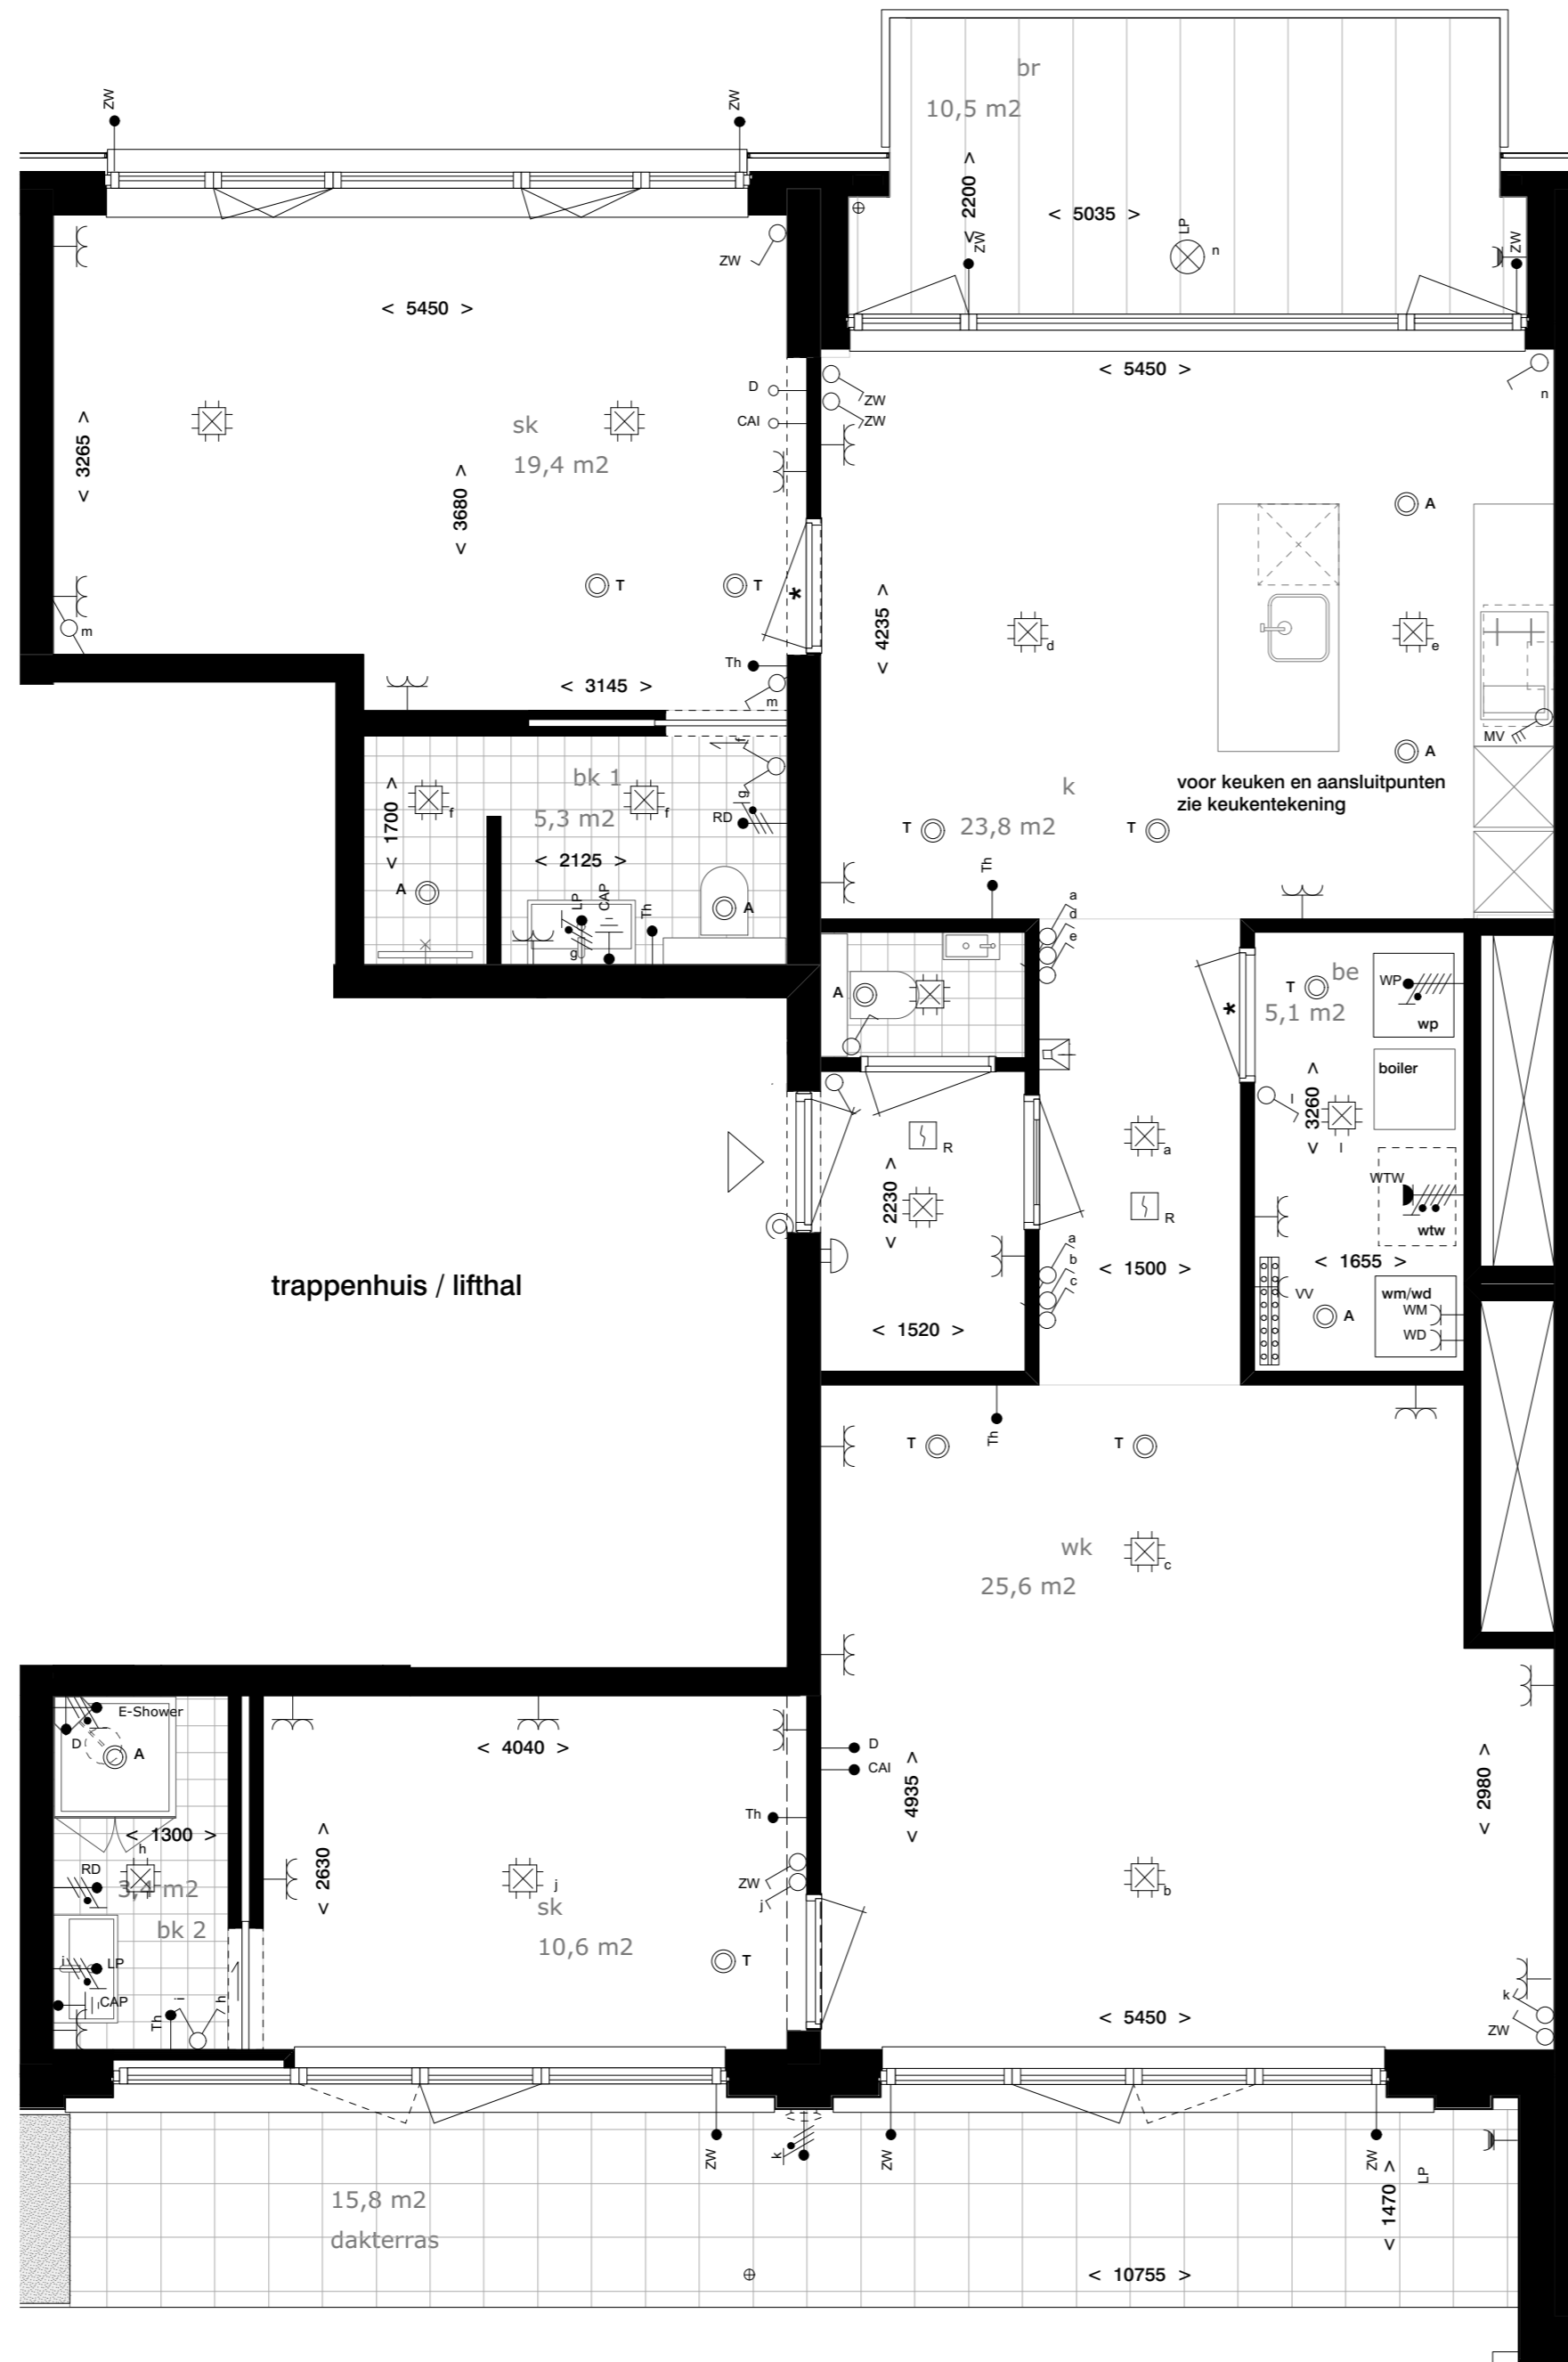 br
10,5 m2
ZW
ZW
< 2200 >
< 5035 >
ZW
LP
n
ZW
ZW
< 5450 >
< 5450 >
n
D
ZW
CAI
ZW
< 3265 >
sk
19,4 m2
< 3680 >
A
T
T
*
< 4235 >
d
e
m
Th
< 3145 >
m
MV
A
voor keuken en aansluitpunten
zie keukentekening
f
bk 1
5,3 m2
< 1700 >
f
f
g
RD
k
23,8 m2
T
T
< 2125 >
A
LP
CAP
Th
A
g
Th
a
d
e
A
be
5,1 m2
T
WP
wp
*
boiler
< 3260 >
l
l
R
a
< 2230 >
WTW
wtw
R
a
b
c
< 1500 >
< 1655 >
trappenhuis / lifthal
VV
wm/wd
WM
WD
A
< 1520 >
T
T
Th
wk
25,6 m2
c
E-Shower
D
A
< 4040 >
D
CAI
< 4935 >
< 2980 >
Th
< 1300 >
h
< 2630 >
RD
3,4 m2
bk 2
j
sk
10,6 m2
ZW
j
b
T
i
LP
CAP
Th
i
h
< 5450 >
k
ZW
ZW
k
ZW
ZW
< 1470 >
LP
15,8 m2
dakterras
< 10755 >